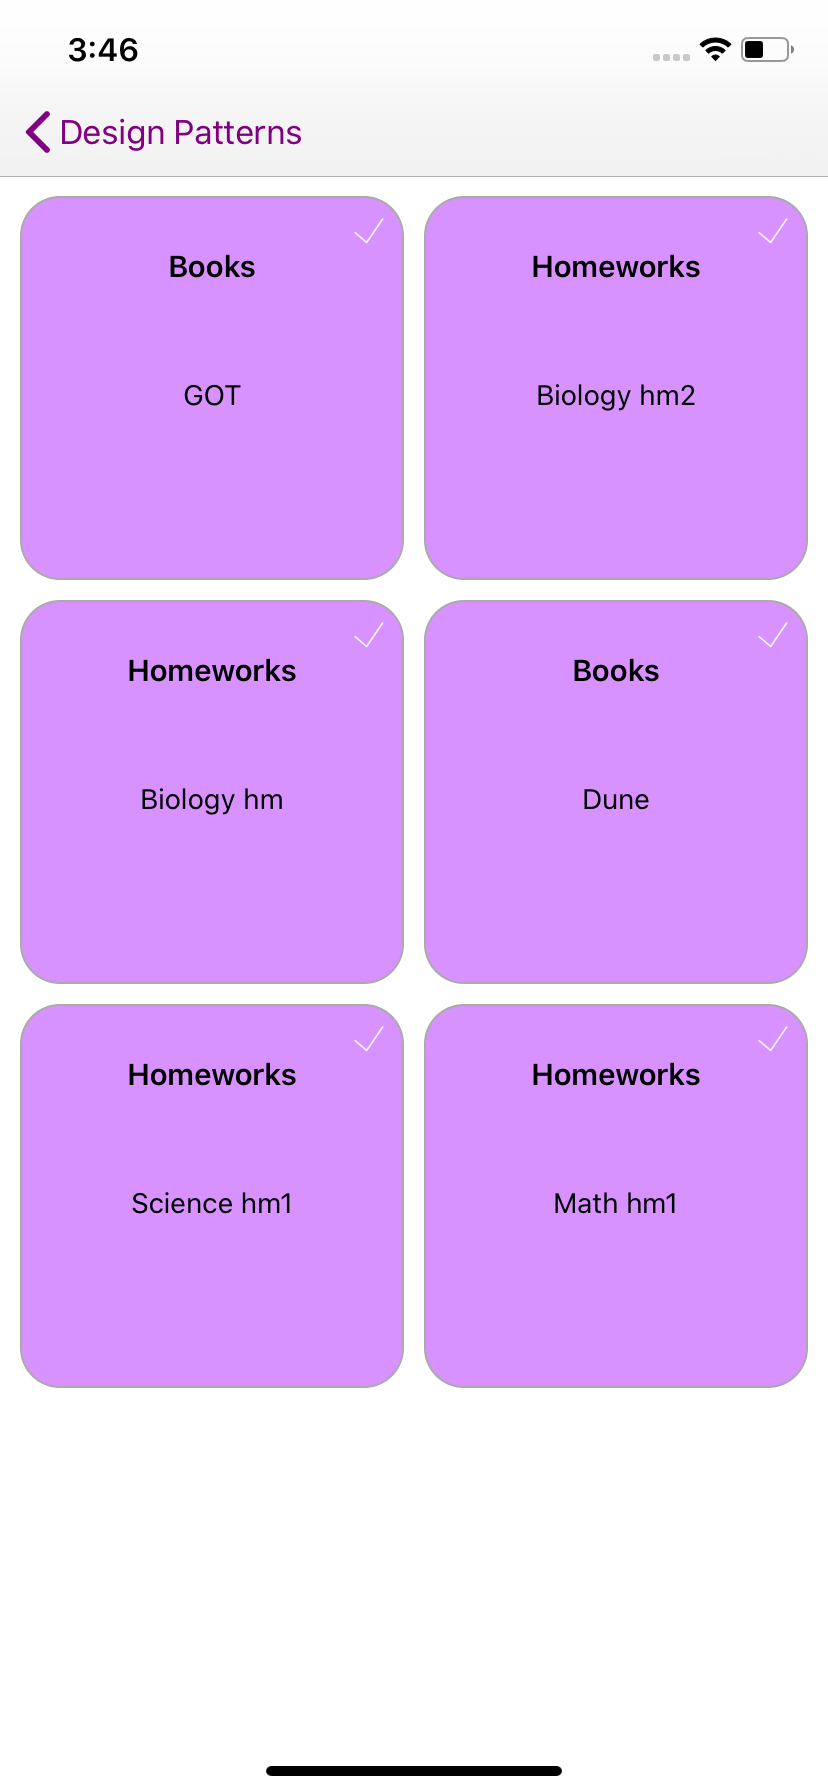 3:46
Design Patterns
Books
GOT
Homeworks
Biology hm2
Homeworks
Biology hm
Books
Dune
Homeworks
Science hm1
Homeworks
Math hm1